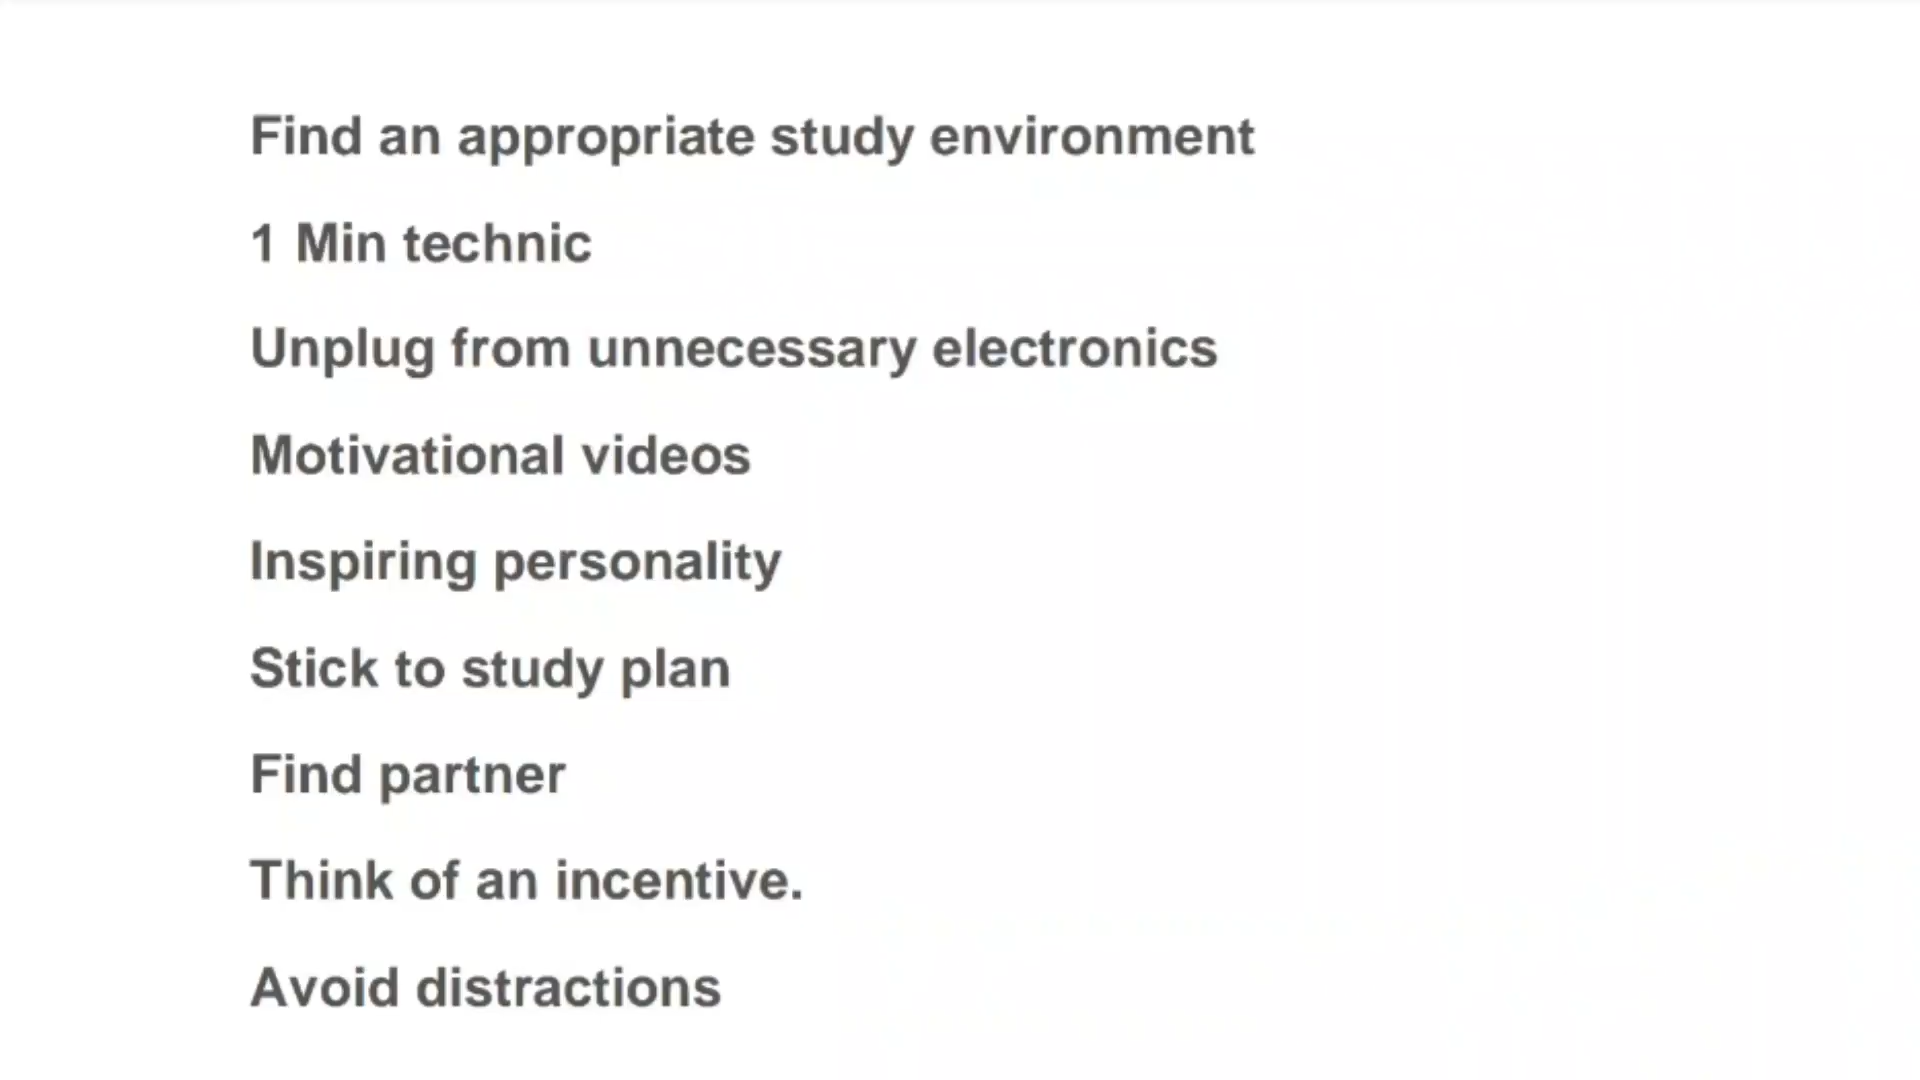 Find an appropriate study environment
1 Min technic
Unplug from unnecessary electronics
Motivational videos
Inspiring personality
Stick to study plan
Find partner
Think of an incentive.
Avoid distractions